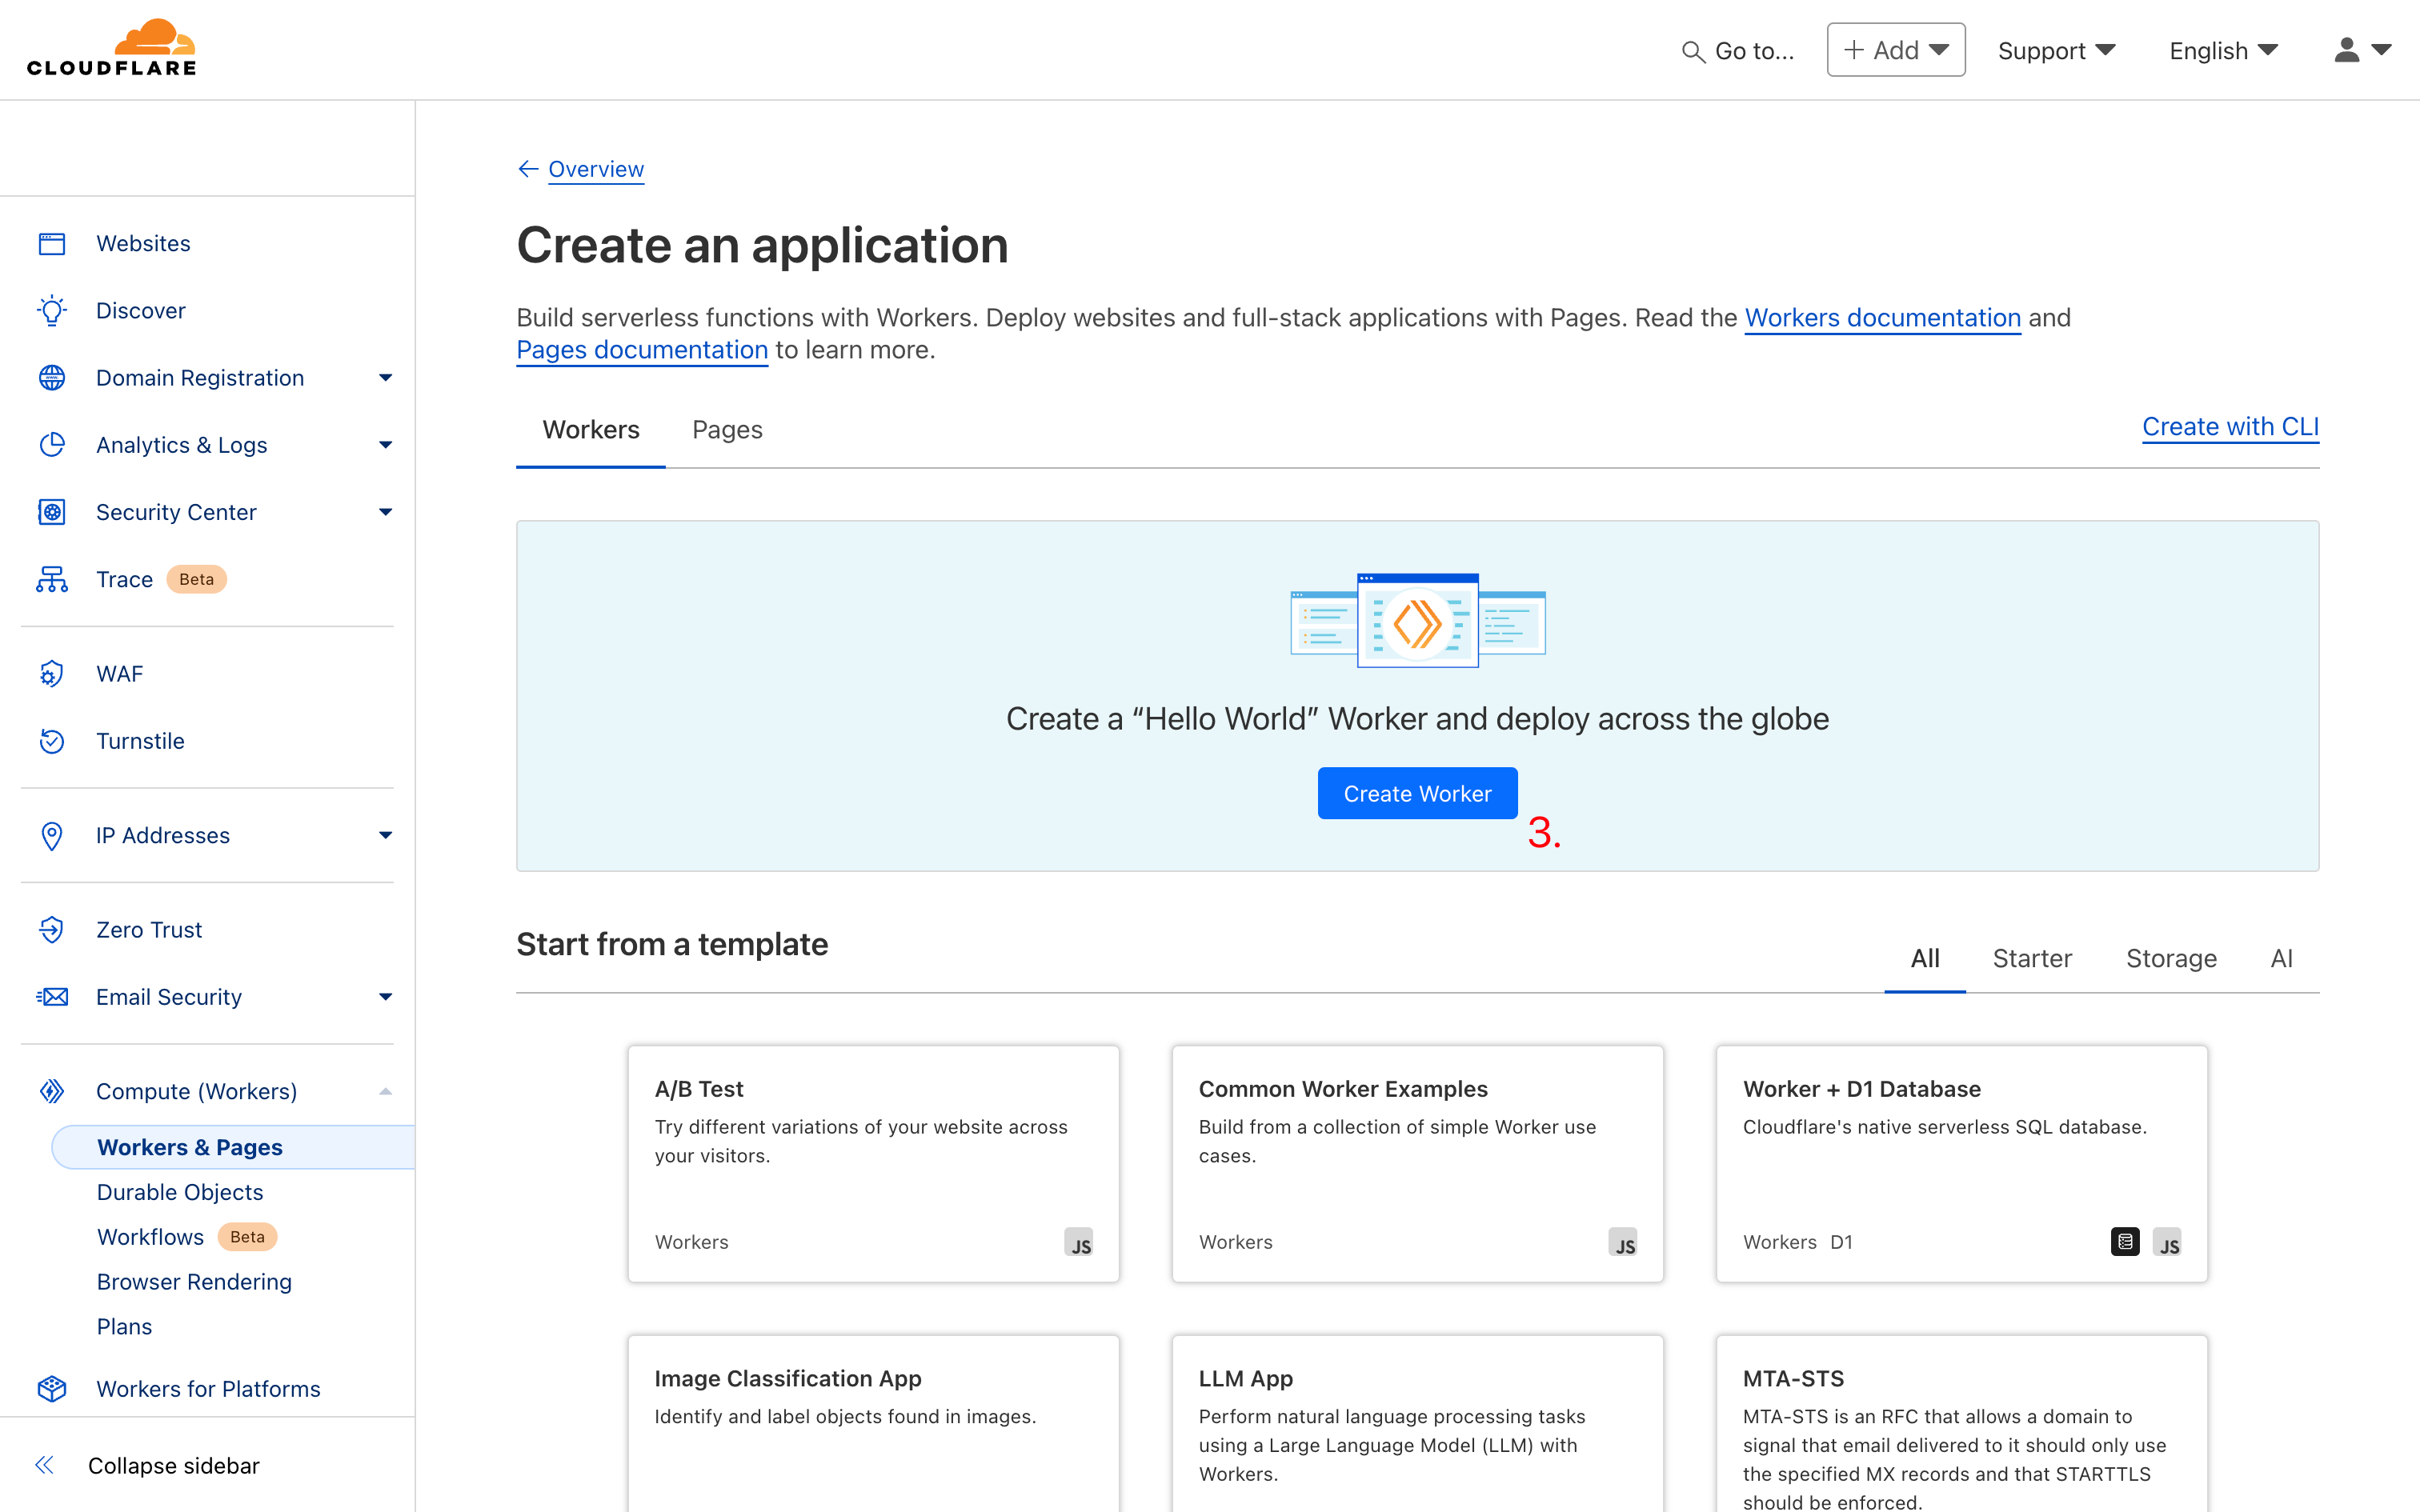 CLOUDFLARE
Go to...
Add
Support
English
Websites
Discover
Domain Registration
Analytics & Logs
Security Center
Trace Beta
WAF
Turnstile
IP Addresses
Zero Trust
Email Security
Compute (Workers)
Workers & Pages
Durable Objects
Workflows Beta
Browser Rendering
Plans
Workers for Platforms
Collapse sidebar
Overview
Create an application
Build serverless functions with Workers. Deploy websites and full-stack applications with Pages. Read the Workers documentation and
Pages documentation to learn more.
Workers Pages
Create with CLI
Create a “Hello World” Worker and deploy across the globe
Create Worker
3.
Start from a template
All Starter Storage AI
A/B Test
Try different variations of your website across
your visitors.
Workers
JS
Common Worker Examples
Build from a collection of simple Worker use
cases.
Workers
JS
Worker + D1 Database
Cloudflare's native serverless SQL database.
Workers D1
JS
Image Classification App
Identify and label objects found in images.
LLM App
Perform natural language processing tasks
using a Large Language Model (LLM) with
Workers.
MTA-STS
MTA-STS is an RFC that allows a domain to
signal that email delivered to it should only use
the specified MX records and that STARTTLS
should be enforced.